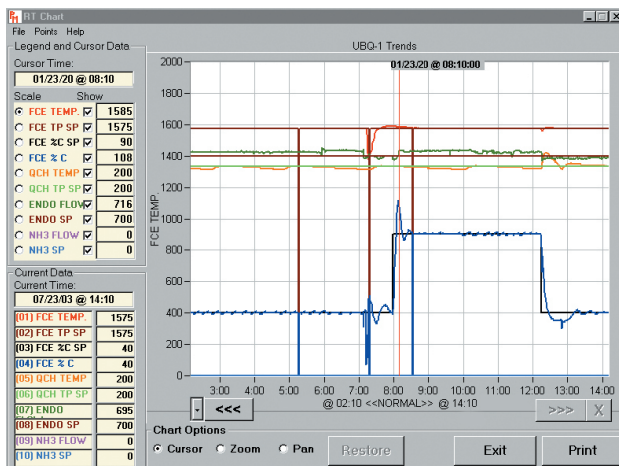 RT Chart
File Points Help
Legend and Cursor Data
Cursor Time:
01/23/20 @ 08:10
Scale Show
FCE TEMP. 1585
FCE TP SP 1575
FCE %C SP 90
FCE % C 108
QCH TEMP 200
QCH TP SP 200
ENDO FLOW 716
ENDO SP 700
NH3 FLOW 0
NH3 SP 0
Current Data
Current Time:
07/23/03 @ 14:10
(01) FCE TEMP. 1575
(02) FCE TP SP 1575
(03) FCE %C SP 40
(04) FCE % C 40
(05) QCH TEMP 200
(06) QCH TP SP 200
(07) ENDO 695
(08) ENDO SP 700
(09) NH3 FLOW 0
(10) NH3 SP 0
UBQ-1 Trends
01/23/20 @ 08:10:00
FCE TEMP.
2000
1800
1600
1400
1200
1000
800
600
400
200
0
3:00 4:00 5:00 6:00 7:00 8:00 9:00 10:00 11:00 12:00 13:00 14:00
<<< @ 02:10 <<NORMAL>> @ 14:10 >>> X
Chart Options
Cursor Zoom Pan Restore Exit Print